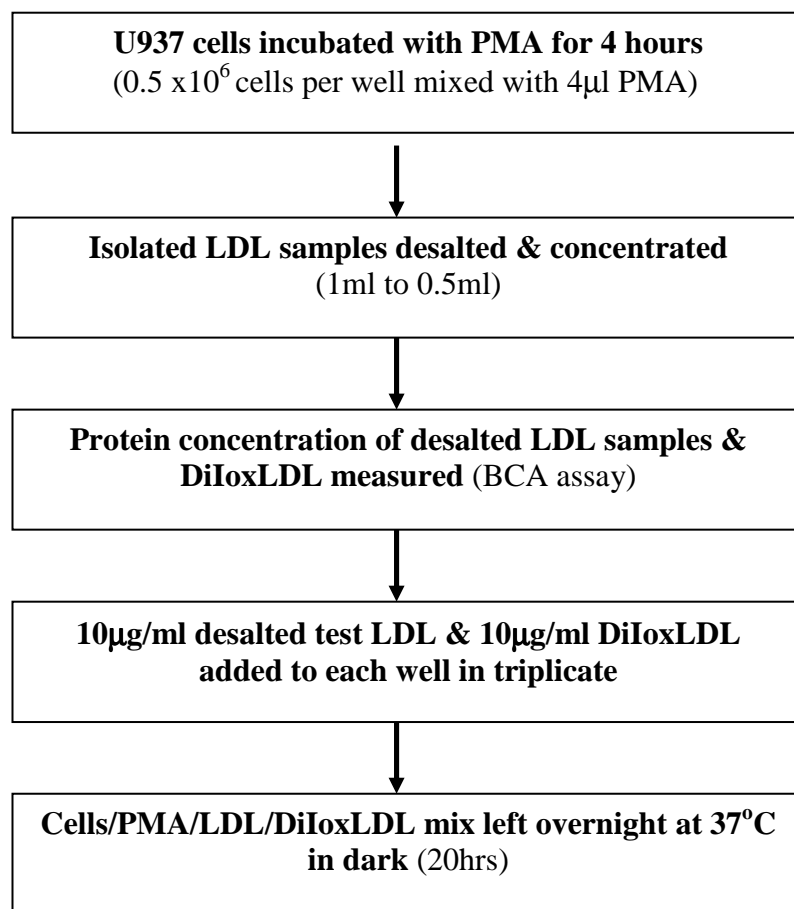 U937 cells incubated with PMA for 4 hours
(0.5 x10⁶ cells per well mixed with 4μl PMA)
Isolated LDL samples desalted & concentrated
(1ml to 0.5ml)
Protein concentration of desalted LDL samples &
DiIoxLDL measured (BCA assay)
10μg/ml desalted test LDL & 10μg/ml DiIoxLDL
added to each well in triplicate
Cells/PMA/LDL/DiIoxLDL mix left overnight at 37°C
in dark (20hrs)